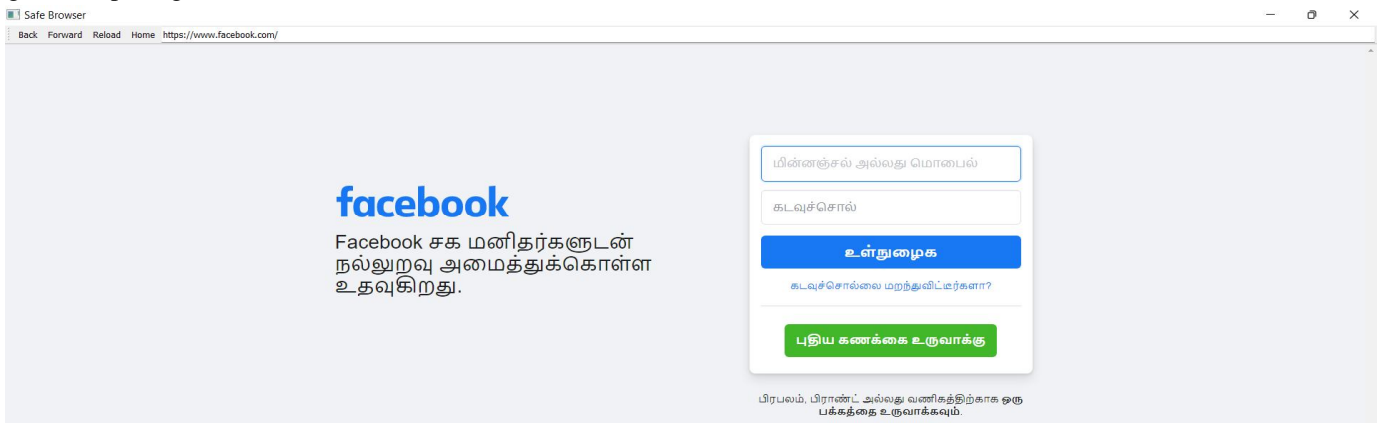 Safe Browser
Back Forward Reload Home https://www.facebook.com/
facebook
Facebook சக மனிதர்களுடன்
நல்லுறவு அமைத்துக்கொள்ள
உதவுகிறது.
மின்னஞ்சல் அல்லது மொபைல்
கடவுச்சொல்
உள்நுழைக
கடவுச்சொல்லை மறந்துவிட்டீர்களா?
புதிய கணக்கை உருவாக்கு
பிரபலம், பிராண்ட் அல்லது வணிகத்திற்காக ஒரு
பக்கத்தை உருவாக்கவும்.